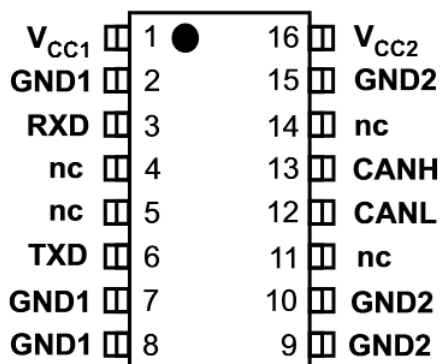 VCC1 1 16 VCC2
GND1 2 15 GND2
RXD 3 14 nc
nc 4 13 CANH
nc 5 12 CANL
TXD 6 11 nc
GND1 7 10 GND2
GND1 8 9 GND2